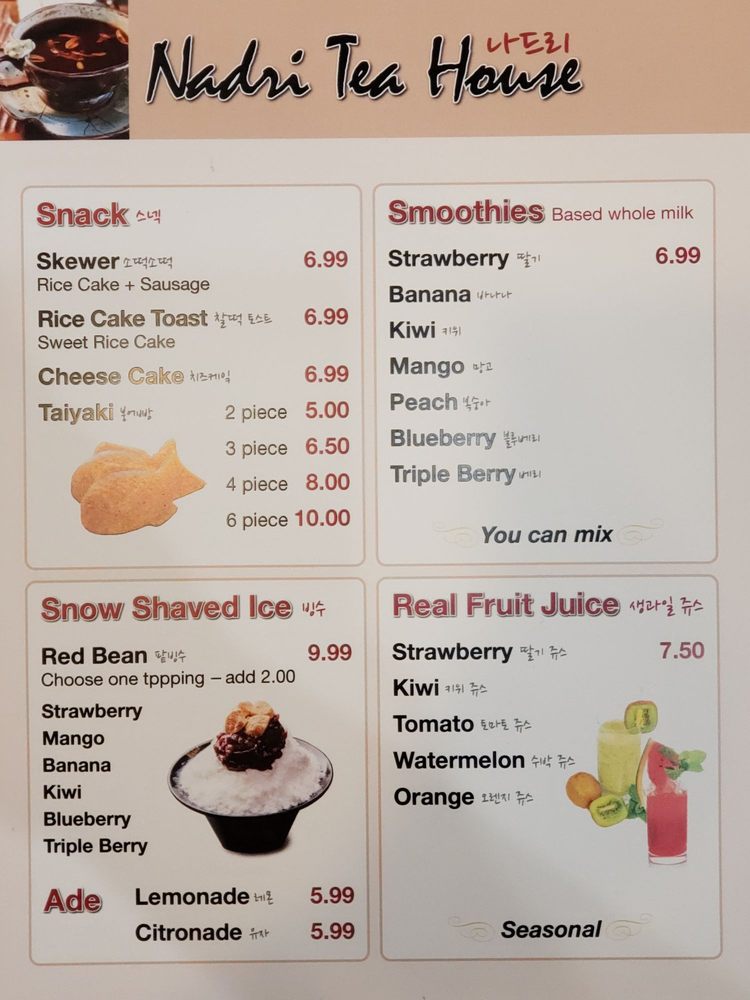 나드리
Nadri Tea House
Snack 스넥
Skewer 소떡소떡 6.99
Rice Cake + Sausage
Rice Cake Toast 찰떡 토스트 6.99
Sweet Rice Cake
Cheese Cake 치즈케익 6.99
Taiyaki 붕어빵 2 piece 5.00
3 piece 6.50
4 piece 8.00
6 piece 10.00
Smoothies Based whole milk
Strawberry 딸기 6.99
Banana 바나나
Kiwi 키위
Mango 망고
Peach 복숭아
Blueberry 블루베리
Triple Berry 베리
You can mix
Snow Shaved Ice 빙수
Red Bean 팥빙수 9.99
Choose one tppping – add 2.00
Strawberry
Mango
Banana
Kiwi
Blueberry
Triple Berry
Ade Lemonade 레몬 5.99
Citronade 유자 5.99
Real Fruit Juice 생과일 쥬스
Strawberry 딸기 쥬스 7.50
Kiwi 키위 쥬스
Tomato 토마토 쥬스
Watermelon 수박 쥬스
Orange 오렌지 쥬스
Seasonal